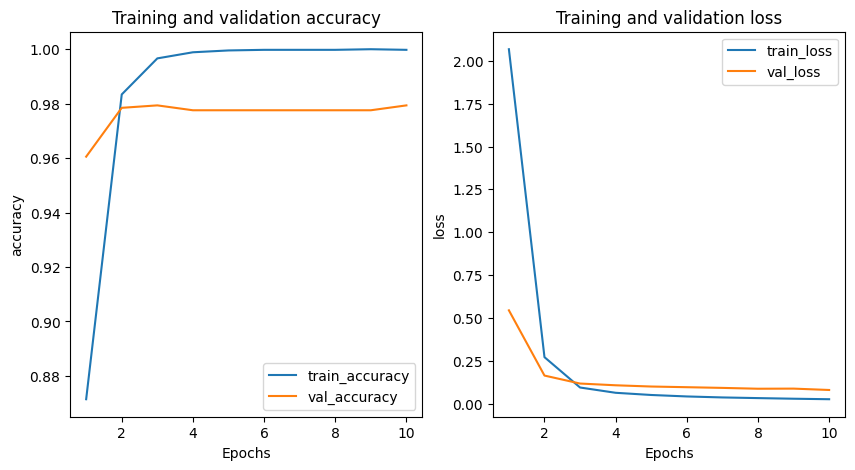 Training and validation accuracy
1.00
0.98
0.96
0.94
0.92
0.90
0.88
accuracy
2
4
6
8
10
Epochs
train_accuracy
val_accuracy
Training and validation loss
2.00
1.75
1.50
1.25
1.00
0.75
0.50
0.25
0.00
loss
2
4
6
8
10
Epochs
train_loss
val_loss